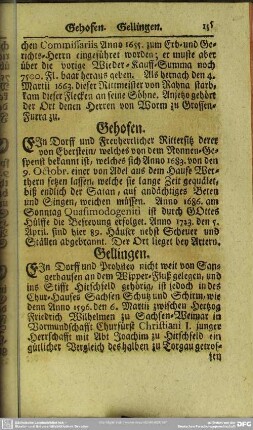 Gehofen. Gellingen. 155
chen Commissariis Anno 1655. zum Erb- und Ge-
richts-Herrn eingeführet worden; er muste aber
über die vorige Wieder-Kauff-Summa noch
7500. Fl. baar heraus geben. Als hernach den 4.
Martii 1663. dieser Rittmeister von Rahna starb,
kam dieser Flecken an seine Söhne. Anjetzo gehöret
der Ort denen Herren von Worm zu Grossen-
Furra zu.
Gehofen.
EIn Dorff und Freyherrlicher Rittersitz derer
von Eberstein/ welches von dem Nonnen-Ge-
spenst bekannt ist, welches sich Anno 1683. von den
9. Octobr. einer von Adel aus dem Hause Wer-
thern setzen lassen, welche sie lange Zeit gequälet,
biß endlich der Satan, auf andächtiges Beten
und Singen, weichen müssen. Anno 1686. am
Sonntag Quasimodogeniti ist durch GOttes
Hülffe die Befreyung erfolget. Anno 1723. den 7.
April. sind hier 89. Häuser nebst Scheuer und
Ställen abgebrannt. Der Ort lieget bey Artern.
Gellingen.
EIn Dorff und Probstey nicht weit von San-
gerhausen an dem Wipper-Fluß gelegen, und
ins Stifft Hirschfeld gehörig, ist jedoch in des
Chur-Hauses Sachsen Schutz und Schirm, wie
denn Anno 1596. den 6. Martii zwischen Hertzog
Friedrich Wilhelmen zu Sachsen-Weimar in
Vormundschafft Churfürst Christiani I. junger
Herrschafft mit Abt Joachim zu Hirschfeld ein
gütlicher Vergleich deshalben zu Torgau getrof-
fen